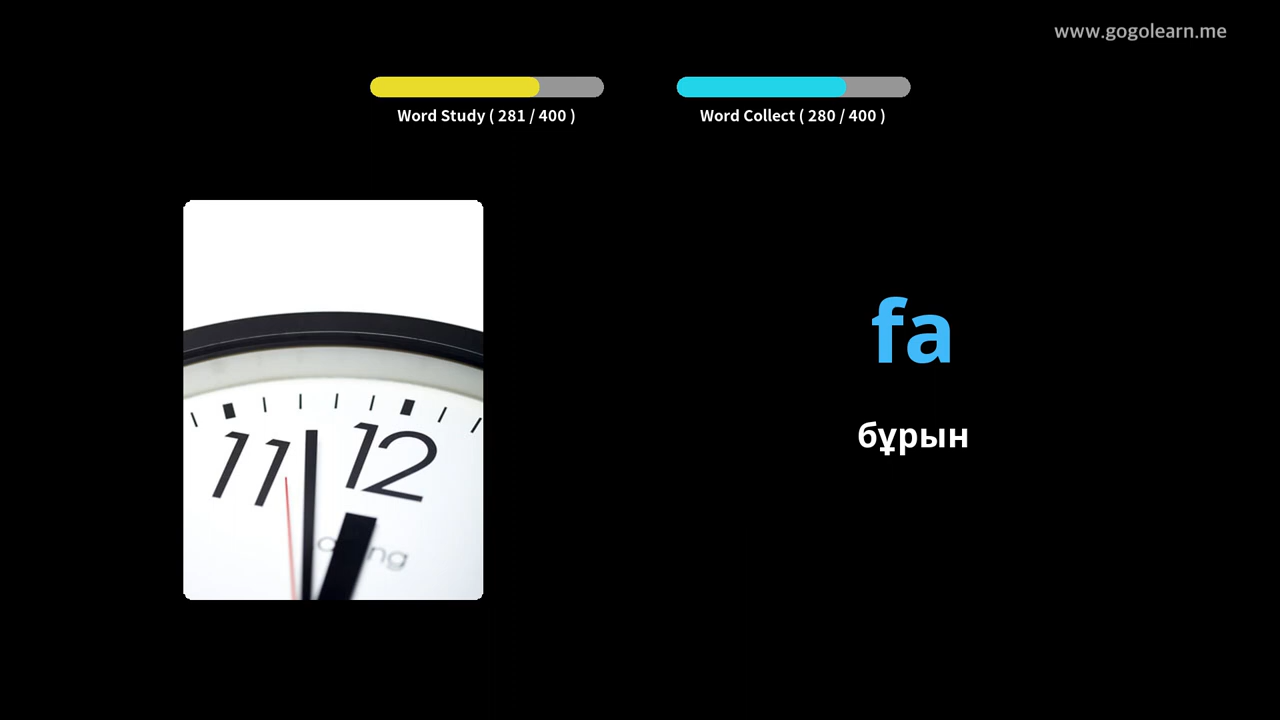 www.gogolearn.me
Word Study ( 281 / 400 )
Word Collect ( 280 / 400 )
fa
бұрын
11 12